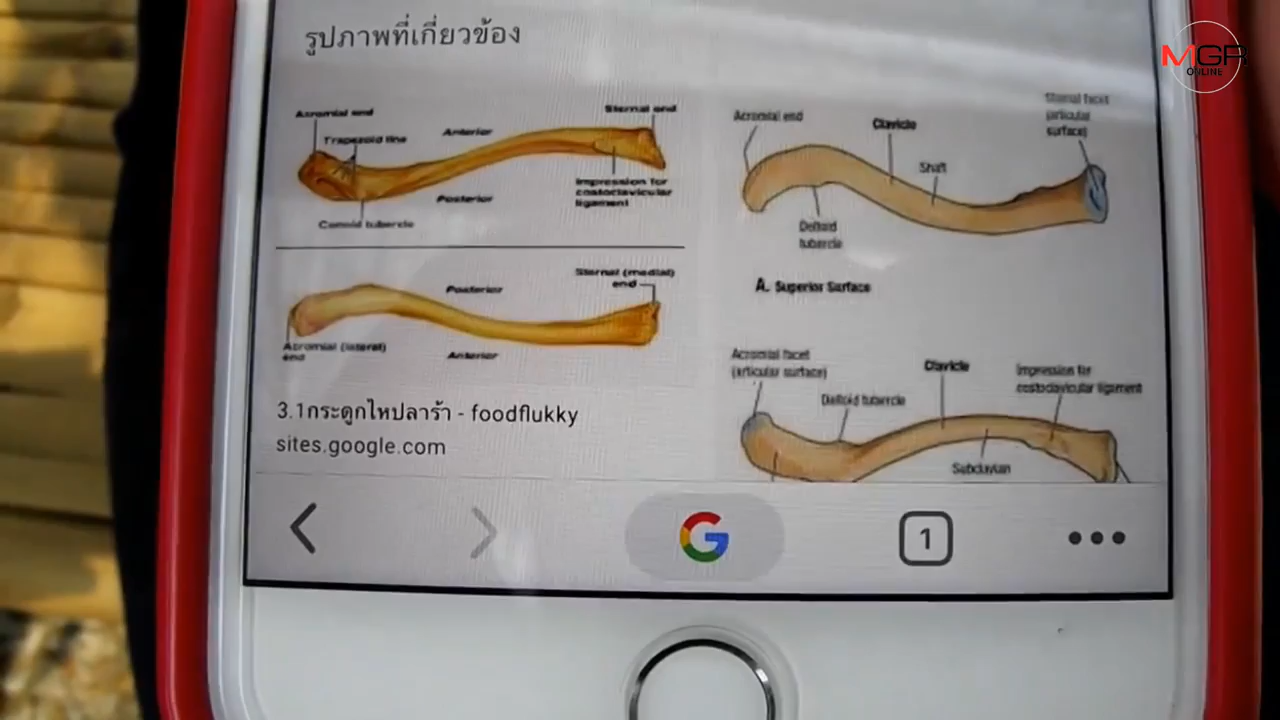 รูปภาพที่เกี่ยวข้อง
MGR
ONLINE
Acromial end
Trapezoid line
Anterior
Sternal end
Posterior
Impression for
costoclavicular
ligament
Conoid tubercle
Posterior
Sternal (medial)
end
Acromial (lateral)
end
Anterior
3.1กระดูกไหปลาร้า - foodflukky
sites.google.com
Acromial end
Clavicle
Sternal facet
(articular
surface)
Shaft
Deltoid
tubercle
A. Superior Surface
Acromial facet
(articular surface)
Deltoid tubercle
Clavicle
Impression for
costoclavicular ligament
Subclavian
G
1